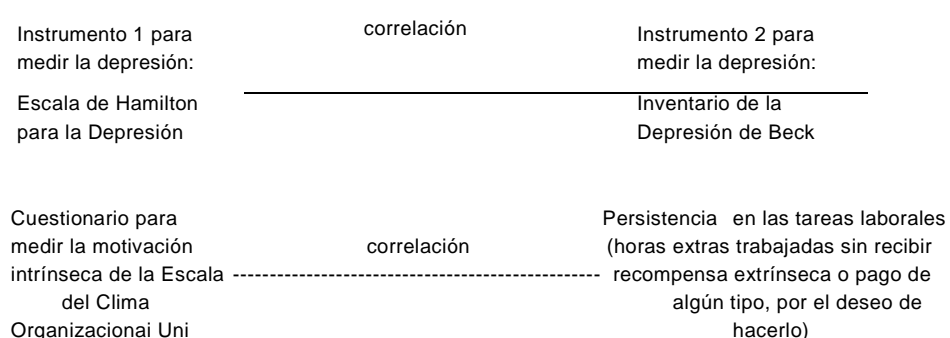 Instrumento 1 para
medir la depresión:
Escala de Hamilton
para la Depresión
correlación
Instrumento 2 para
medir la depresión:
Inventario de la
Depresión de Beck
Cuestionario para
medir la motivación
intrínseca de la Escala
del Clima
Organizacionai Uni
correlación
Persistencia en las tareas laborales
(horas extras trabajadas sin recibir
recompensa extrínseca o pago de
algún tipo, por el deseo de
hacerlo)